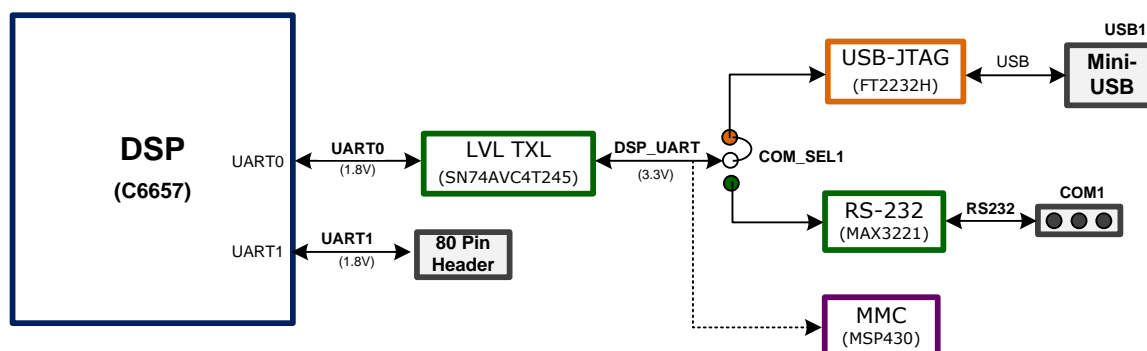 DSP
(C6657)
UART0
UART0
(1.8V)
LVL TXL
(SN74AVC4T245)
DSP_UART
(3.3V)
COM_SEL1
USB-JTAG
(FT2232H)
USB
USB1
Mini-
USB
RS-232
(MAX3221)
RS232
COM1
UART1
UART1
(1.8V)
80 Pin
Header
MMC
(MSP430)